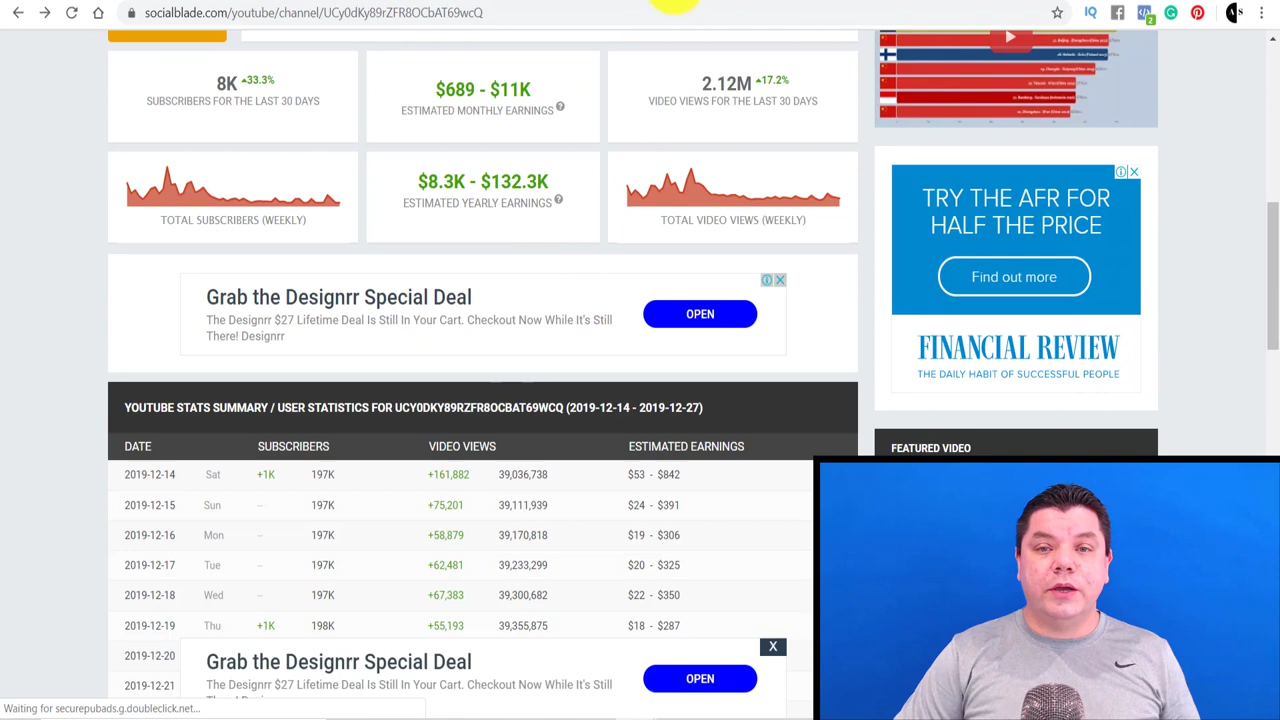 socialblade.com/youtube/channel/UCy0dKy89rZFR8OCbAT69wcQ
2
AS
8K 33.3%
SUBSCRIBERS FOR THE LAST 30 DAYS
$689 - $11K
ESTIMATED MONTHLY EARNINGS
2.12M 17.2%
VIDEO VIEWS FOR THE LAST 30 DAYS
TOTAL SUBSCRIBERS (WEEKLY)
$8.3K - $132.3K
ESTIMATED YEARLY EARNINGS
TOTAL VIDEO VIEWS (WEEKLY)
TRY THE AFR FOR
HALF THE PRICE
Find out more
FINANCIAL REVIEW
THE DAILY HABIT OF SUCCESSFUL PEOPLE
Grab the Designrr Special Deal
The Designrr $27 Lifetime Deal Is Still In Your Cart. Checkout Now While It's Still
There! Designrr
OPEN
YOUTUBE STATS SUMMARY / USER STATISTICS FOR UCY0DKY89RZFR8OCBAT69WCQ (2019-12-14 - 2019-12-27)
FEATURED VIDEO
DATE SUBSCRIBERS VIDEO VIEWS ESTIMATED EARNINGS
2019-12-14 Sat +1K 197K +161,882 39,036,738 $53 - $842
2019-12-15 Sun -- 197K +75,201 39,111,939 $24 - $391
2019-12-16 Mon -- 197K +58,879 39,170,818 $19 - $306
2019-12-17 Tue -- 197K +62,481 39,233,299 $20 - $325
2019-12-18 Wed -- 197K +67,383 39,300,682 $22 - $350
2019-12-19 Thu +1K 198K +55,193 39,355,875 $18 - $287
2019-12-20
2019-12-21
X
Grab the Designrr Special Deal
The Designrr $27 Lifetime Deal Is Still In Your Cart. Checkout Now While It's Still
OPEN
Waiting for securepubads.g.doubleclick.net...